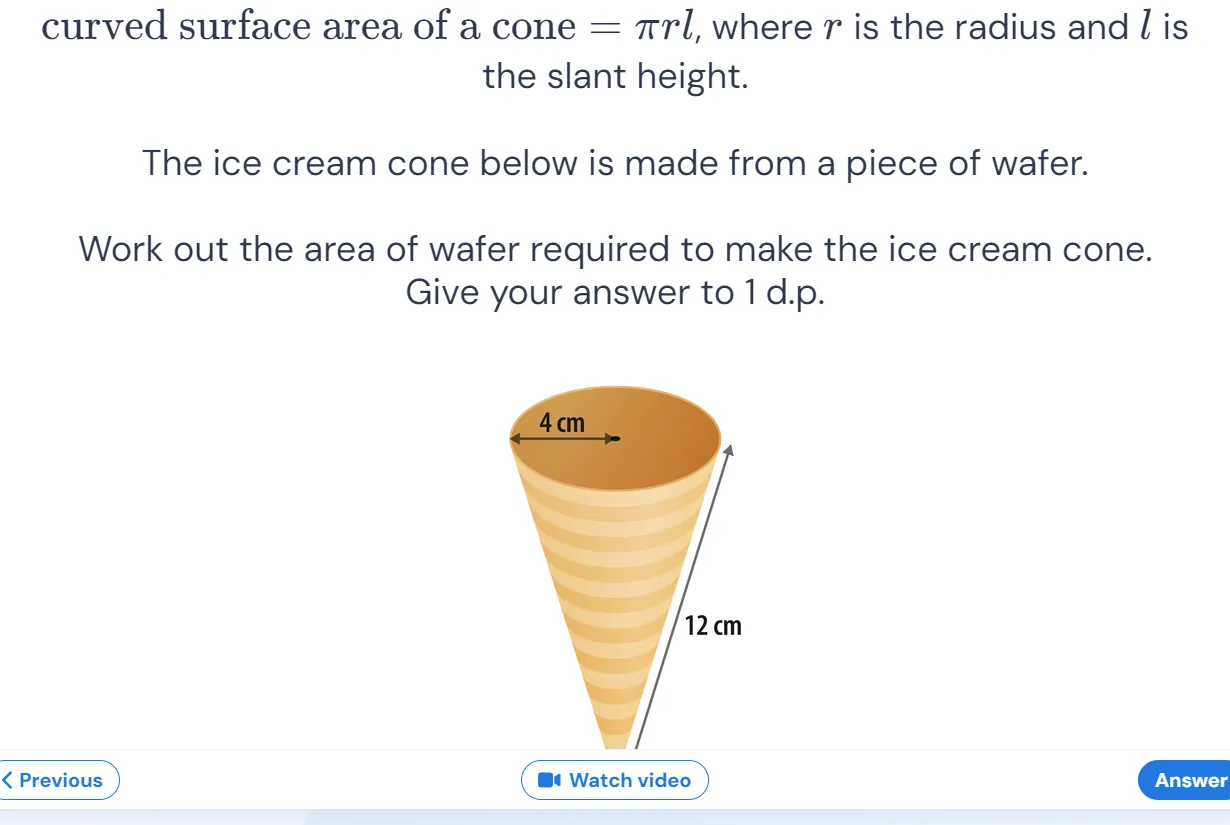 curved surface area of a cone = πrl, where r is the radius and l is
the slant height.
The ice cream cone below is made from a piece of wafer.
Work out the area of wafer required to make the ice cream cone.
Give your answer to 1 d.p.
4 cm
12 cm
Previous
Watch video
Answer